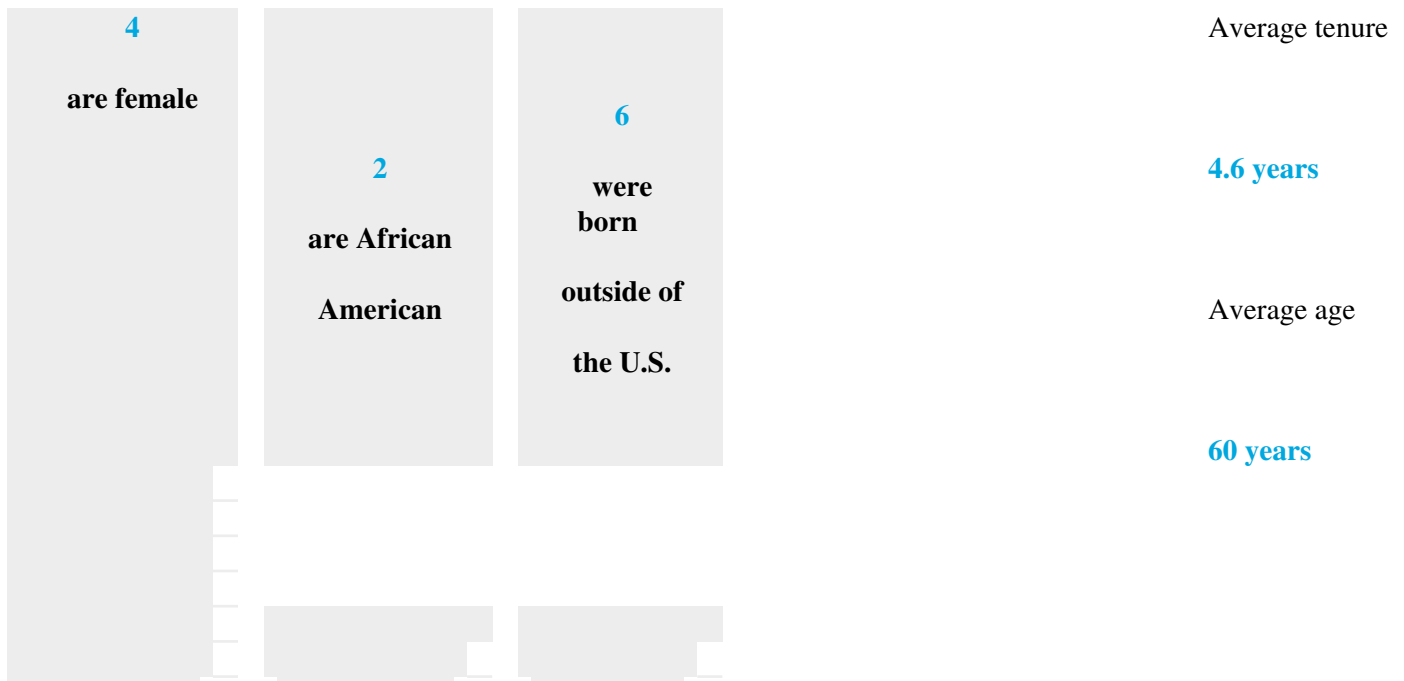 4
are female
2
are African
American
6
were
born
outside of
the U.S.
Average tenure
4.6 years
Average age
60 years